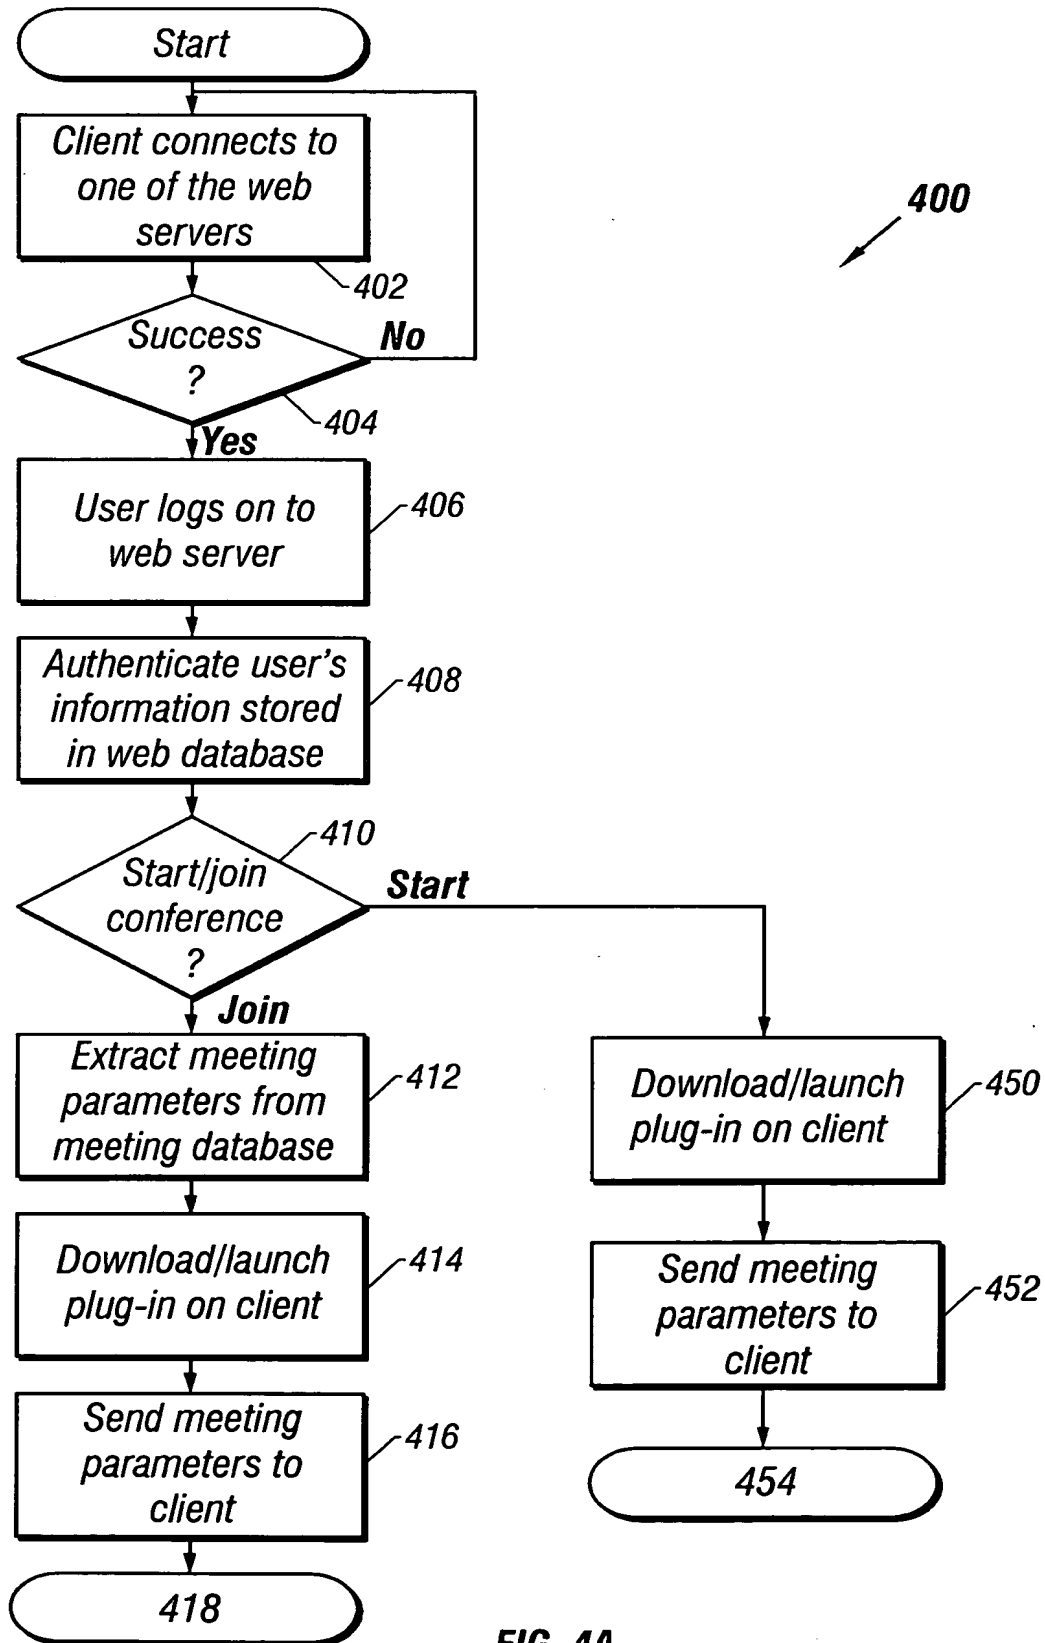 Start
Client connects to
one of the web
servers
400
402
Success
?
No
404
Yes
User logs on to
web server
406
Authenticate user's
information stored
in web database
408
410
Start/join
conference
?
Start
Join
Extract meeting
parameters from
meeting database
412
Download/launch
plug-in on client
450
Download/launch
plug-in on client
414
Send meeting
parameters to
client
452
Send meeting
parameters to
client
416
454
418
FIG. 4A